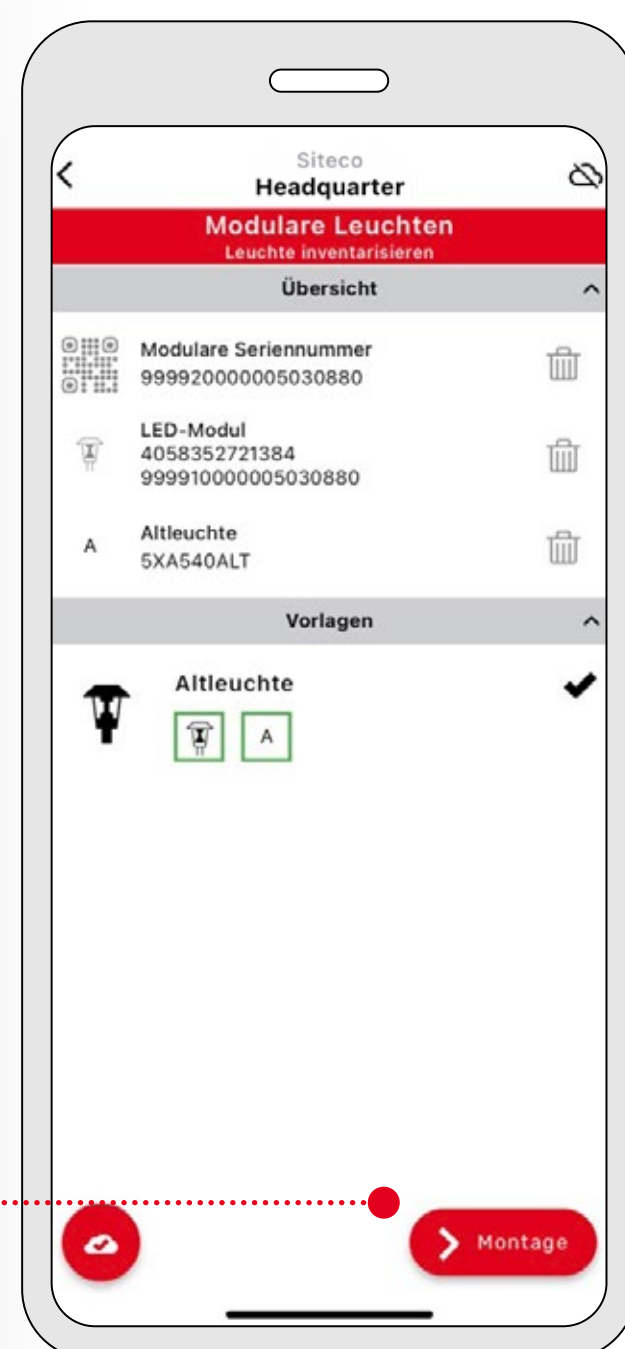 Siteco
Headquarter
Modulare Leuchten
Leuchte inventarisieren
Übersicht
Modulare Seriennummer
999920000005030880
LED-Modul
4058352721384
999910000005030880
A
Altleuchte
5XA540ALT
Vorlagen
Altleuchte
A
Montage